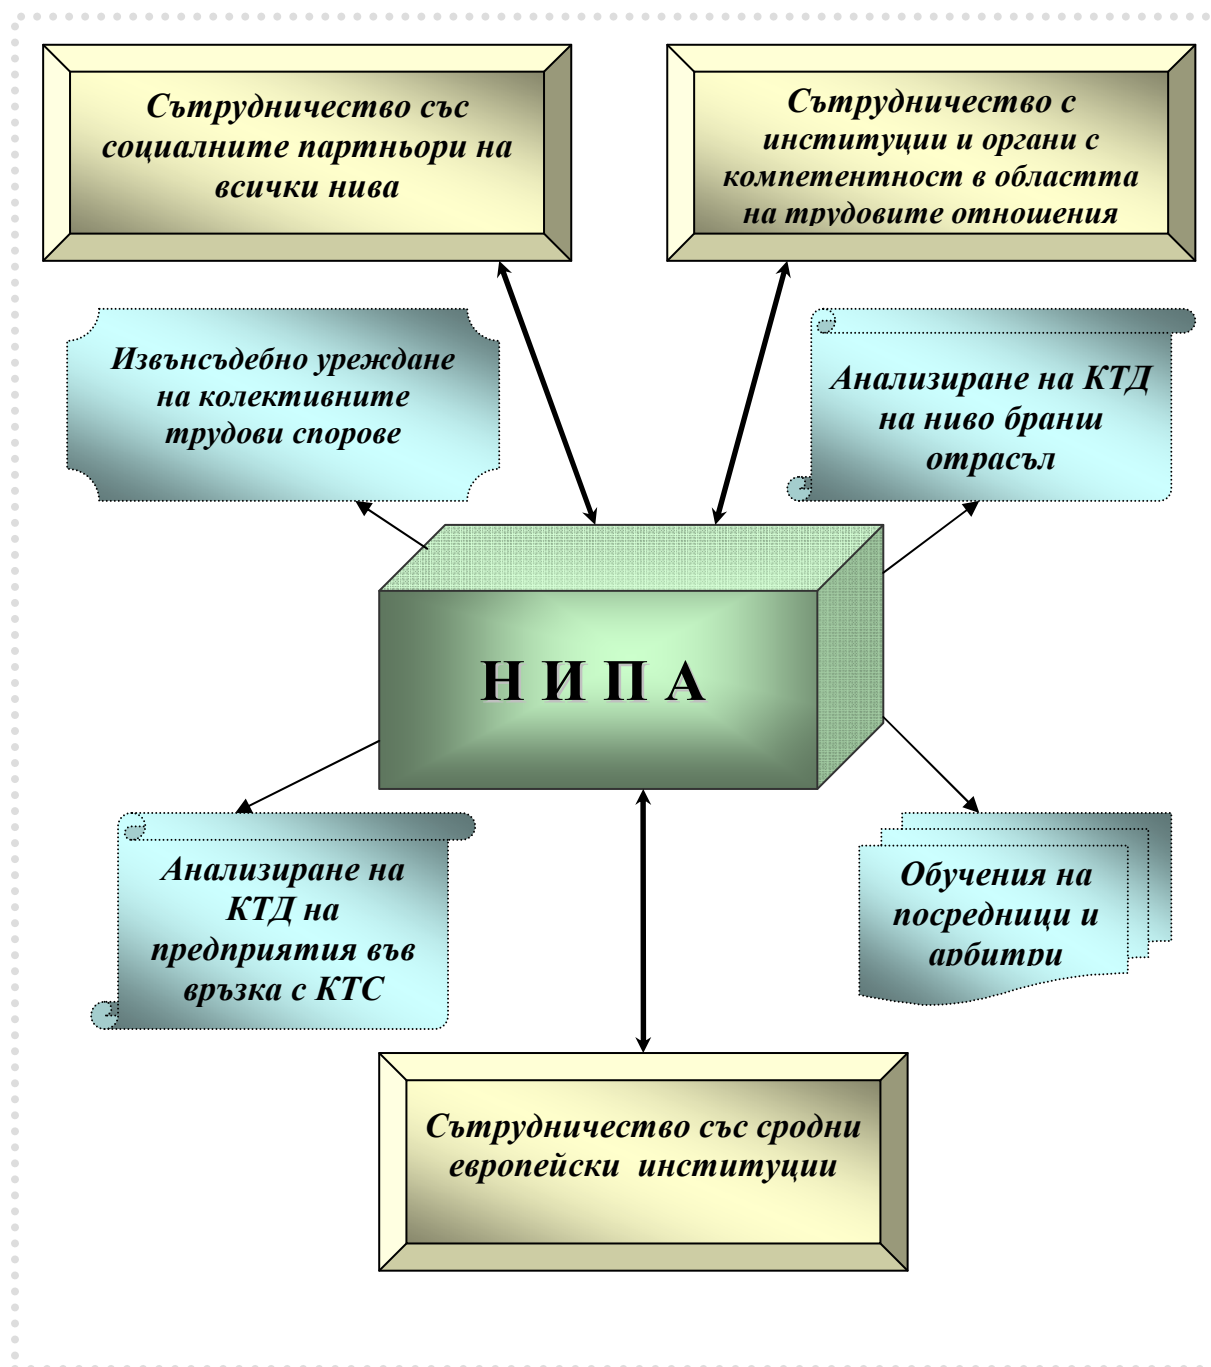 Сътрудничество със
социалните партньори на
всички нива
Сътрудничество с
институции и органи с
компетентност в областта
на трудовите отношения
Извънсъдебно уреждане
на колективните
трудови спорове
Анализиране на КТД
на ниво бранш
отрасъл
Н И П А
Анализиране на
КТД на
предприятия във
връзка с КТС
Обучения на
посредници и
арбитри
Сътрудничество със сродни
европейски институции